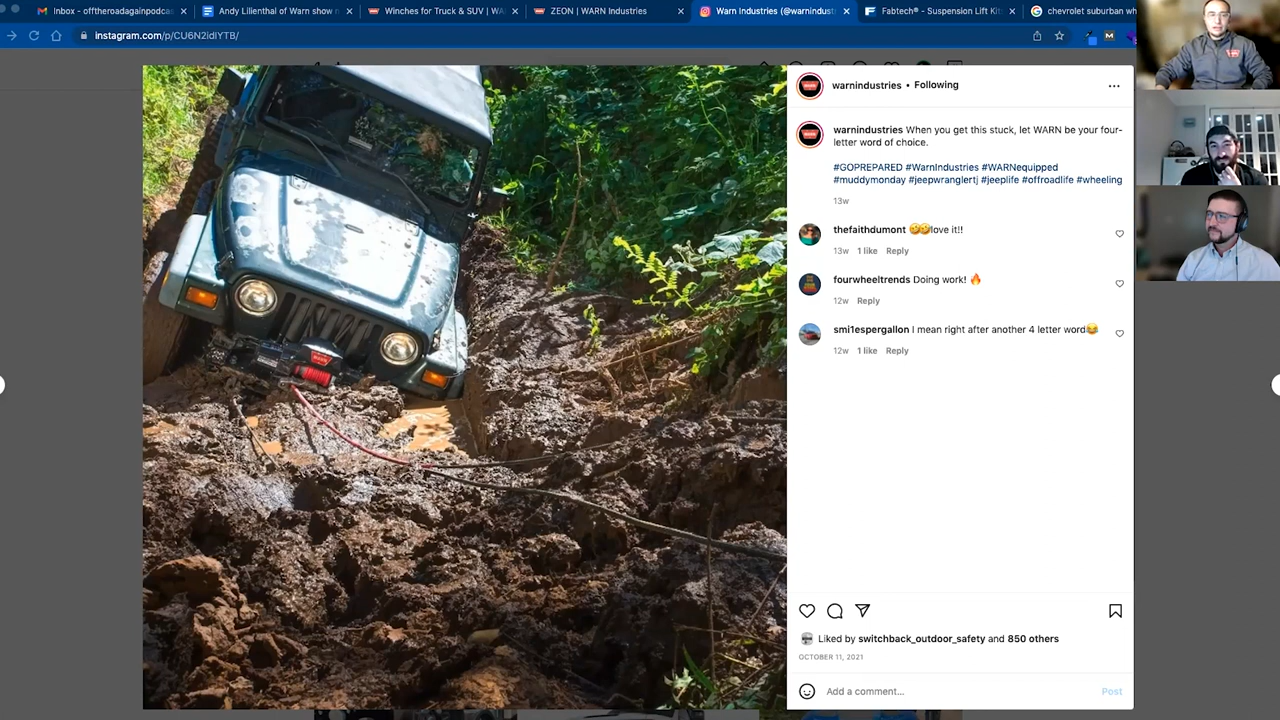 Inbox - offtheroadagainpodca
Andy Lilienthal of Warn show n
Winches for Truck & SUV | WA
ZEON | WARN Industries
Warn Industries (@warnindust
Fabtech® - Suspension Lift Kit
chevrolet suburban wh
instagram.com/p/CU6N2idlYTB/
warnindustries • Following
warnindustries When you get this stuck, let WARN be your four-
letter word of choice.
#GOPREPARED #WarnIndustries #WARNequipped
#muddymonday #jeepwranglertj #jeeplife #offroadlife #wheeling
13w
thefaithdumont 🤣🤣love it!!
13w 1 like Reply
fourwheeltrends Doing work! 🔥
12w Reply
smi1espergallon I mean right after another 4 letter word😂
12w 1 like Reply
Liked by switchback_outdoor_safety and 850 others
OCTOBER 11, 2021
Add a comment...
Post
WARN
WARN